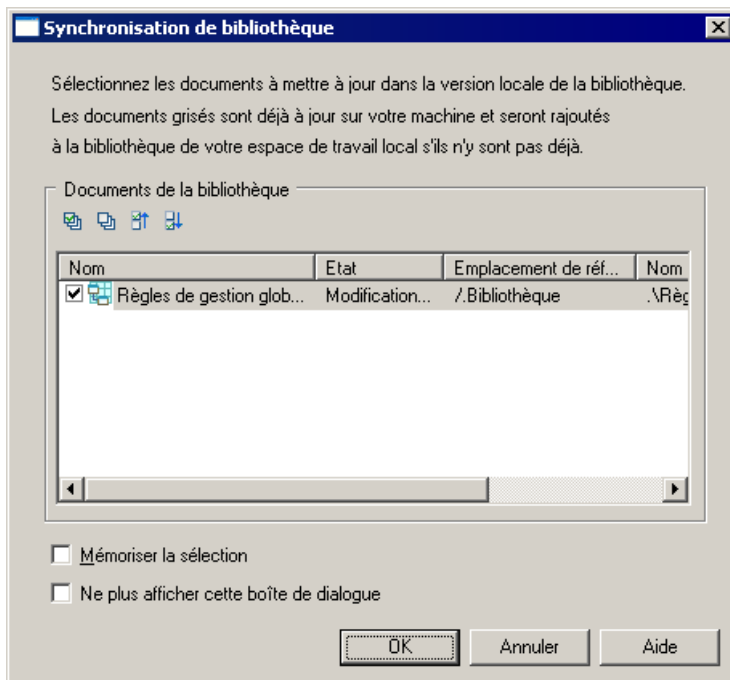 Synchronisation de bibliothèque
Sélectionnez les documents à mettre à jour dans la version locale de la bibliothèque.
Les documents grisés sont déjà à jour sur votre machine et seront rajoutés
à la bibliothèque de votre espace de travail local s'ils n'y sont pas déjà.
Documents de la bibliothèque
Nom Etat Emplacement de réf... Nom
Règles de gestion glob... Modification... /.Bibliothèque .\Règ
Mémoriser la sélection
Ne plus afficher cette boîte de dialogue
OK Annuler Aide